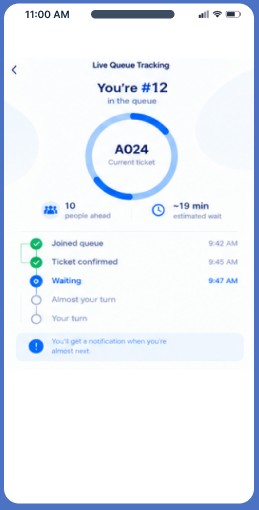 11:00 AM
Live Queue Tracking
You're #12
in the queue
A024
Current ticket
10
people ahead
~19 min
estimated wait
Joined queue 9:42 AM
Ticket confirmed 9:45 AM
Waiting 9:47 AM
Almost your turn
Your turn
You'll get a notification when you're
almost next.